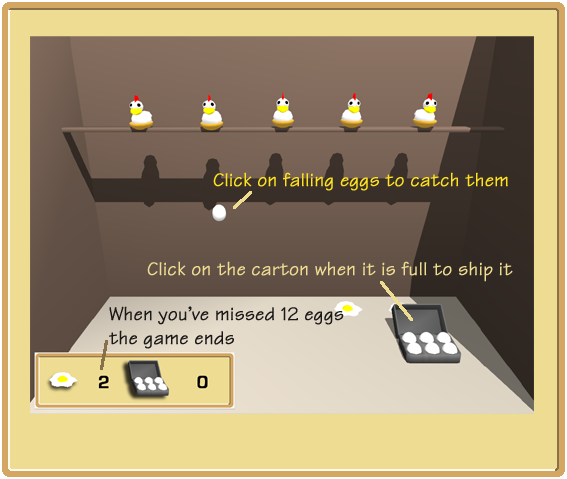 Click on falling eggs to catch them
Click on the carton when it is full to ship it
When you've missed 12 eggs
the game ends
2 0